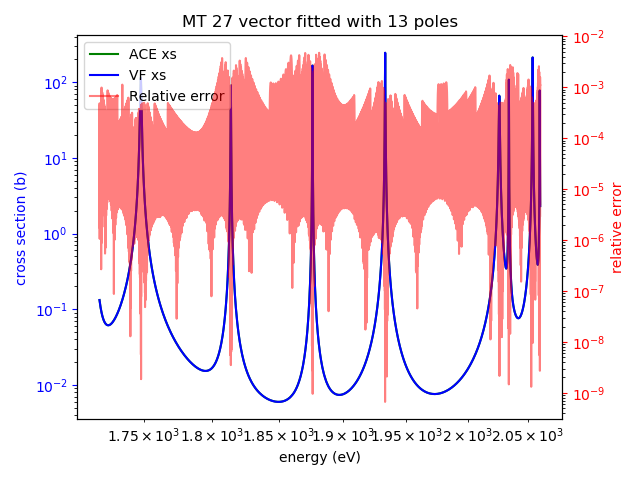 MT 27 vector fitted with 13 poles
ACE xs
VF xs
Relative error
cross section (b)
10²
10¹
10⁰
10⁻¹
10⁻²
relative error
10⁻²
10⁻³
10⁻⁴
10⁻⁵
10⁻⁶
10⁻⁷
10⁻⁸
10⁻⁹
1.75 × 10³ 1.8 × 10³ 1.85 × 10³ 1.9 × 10³ 1.95 × 10³ 2 × 10³ 2.05 × 10³
energy (eV)